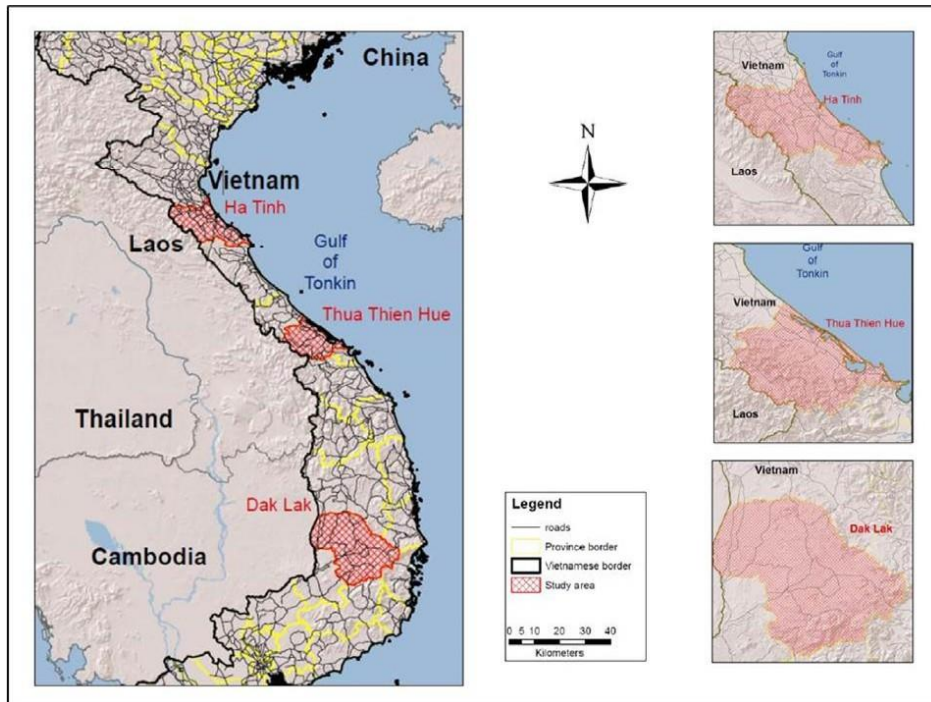 China
Vietnam
Ha Tinh
Laos
Gulf
of
Tonkin
Thua Thien Hue
Thailand
Dak Lak
Cambodia
N
Legend
roads
Province border
Vietnamese border
Study area
0 5 10 20 30 40
Kilometers
Vietnam
Gulf
of
Tonkin
Ha Tinh
Laos
Gulf
of
Tonkin
Vietnam
Thua Thien Hue
Laos
Vietnam
Dak Lak